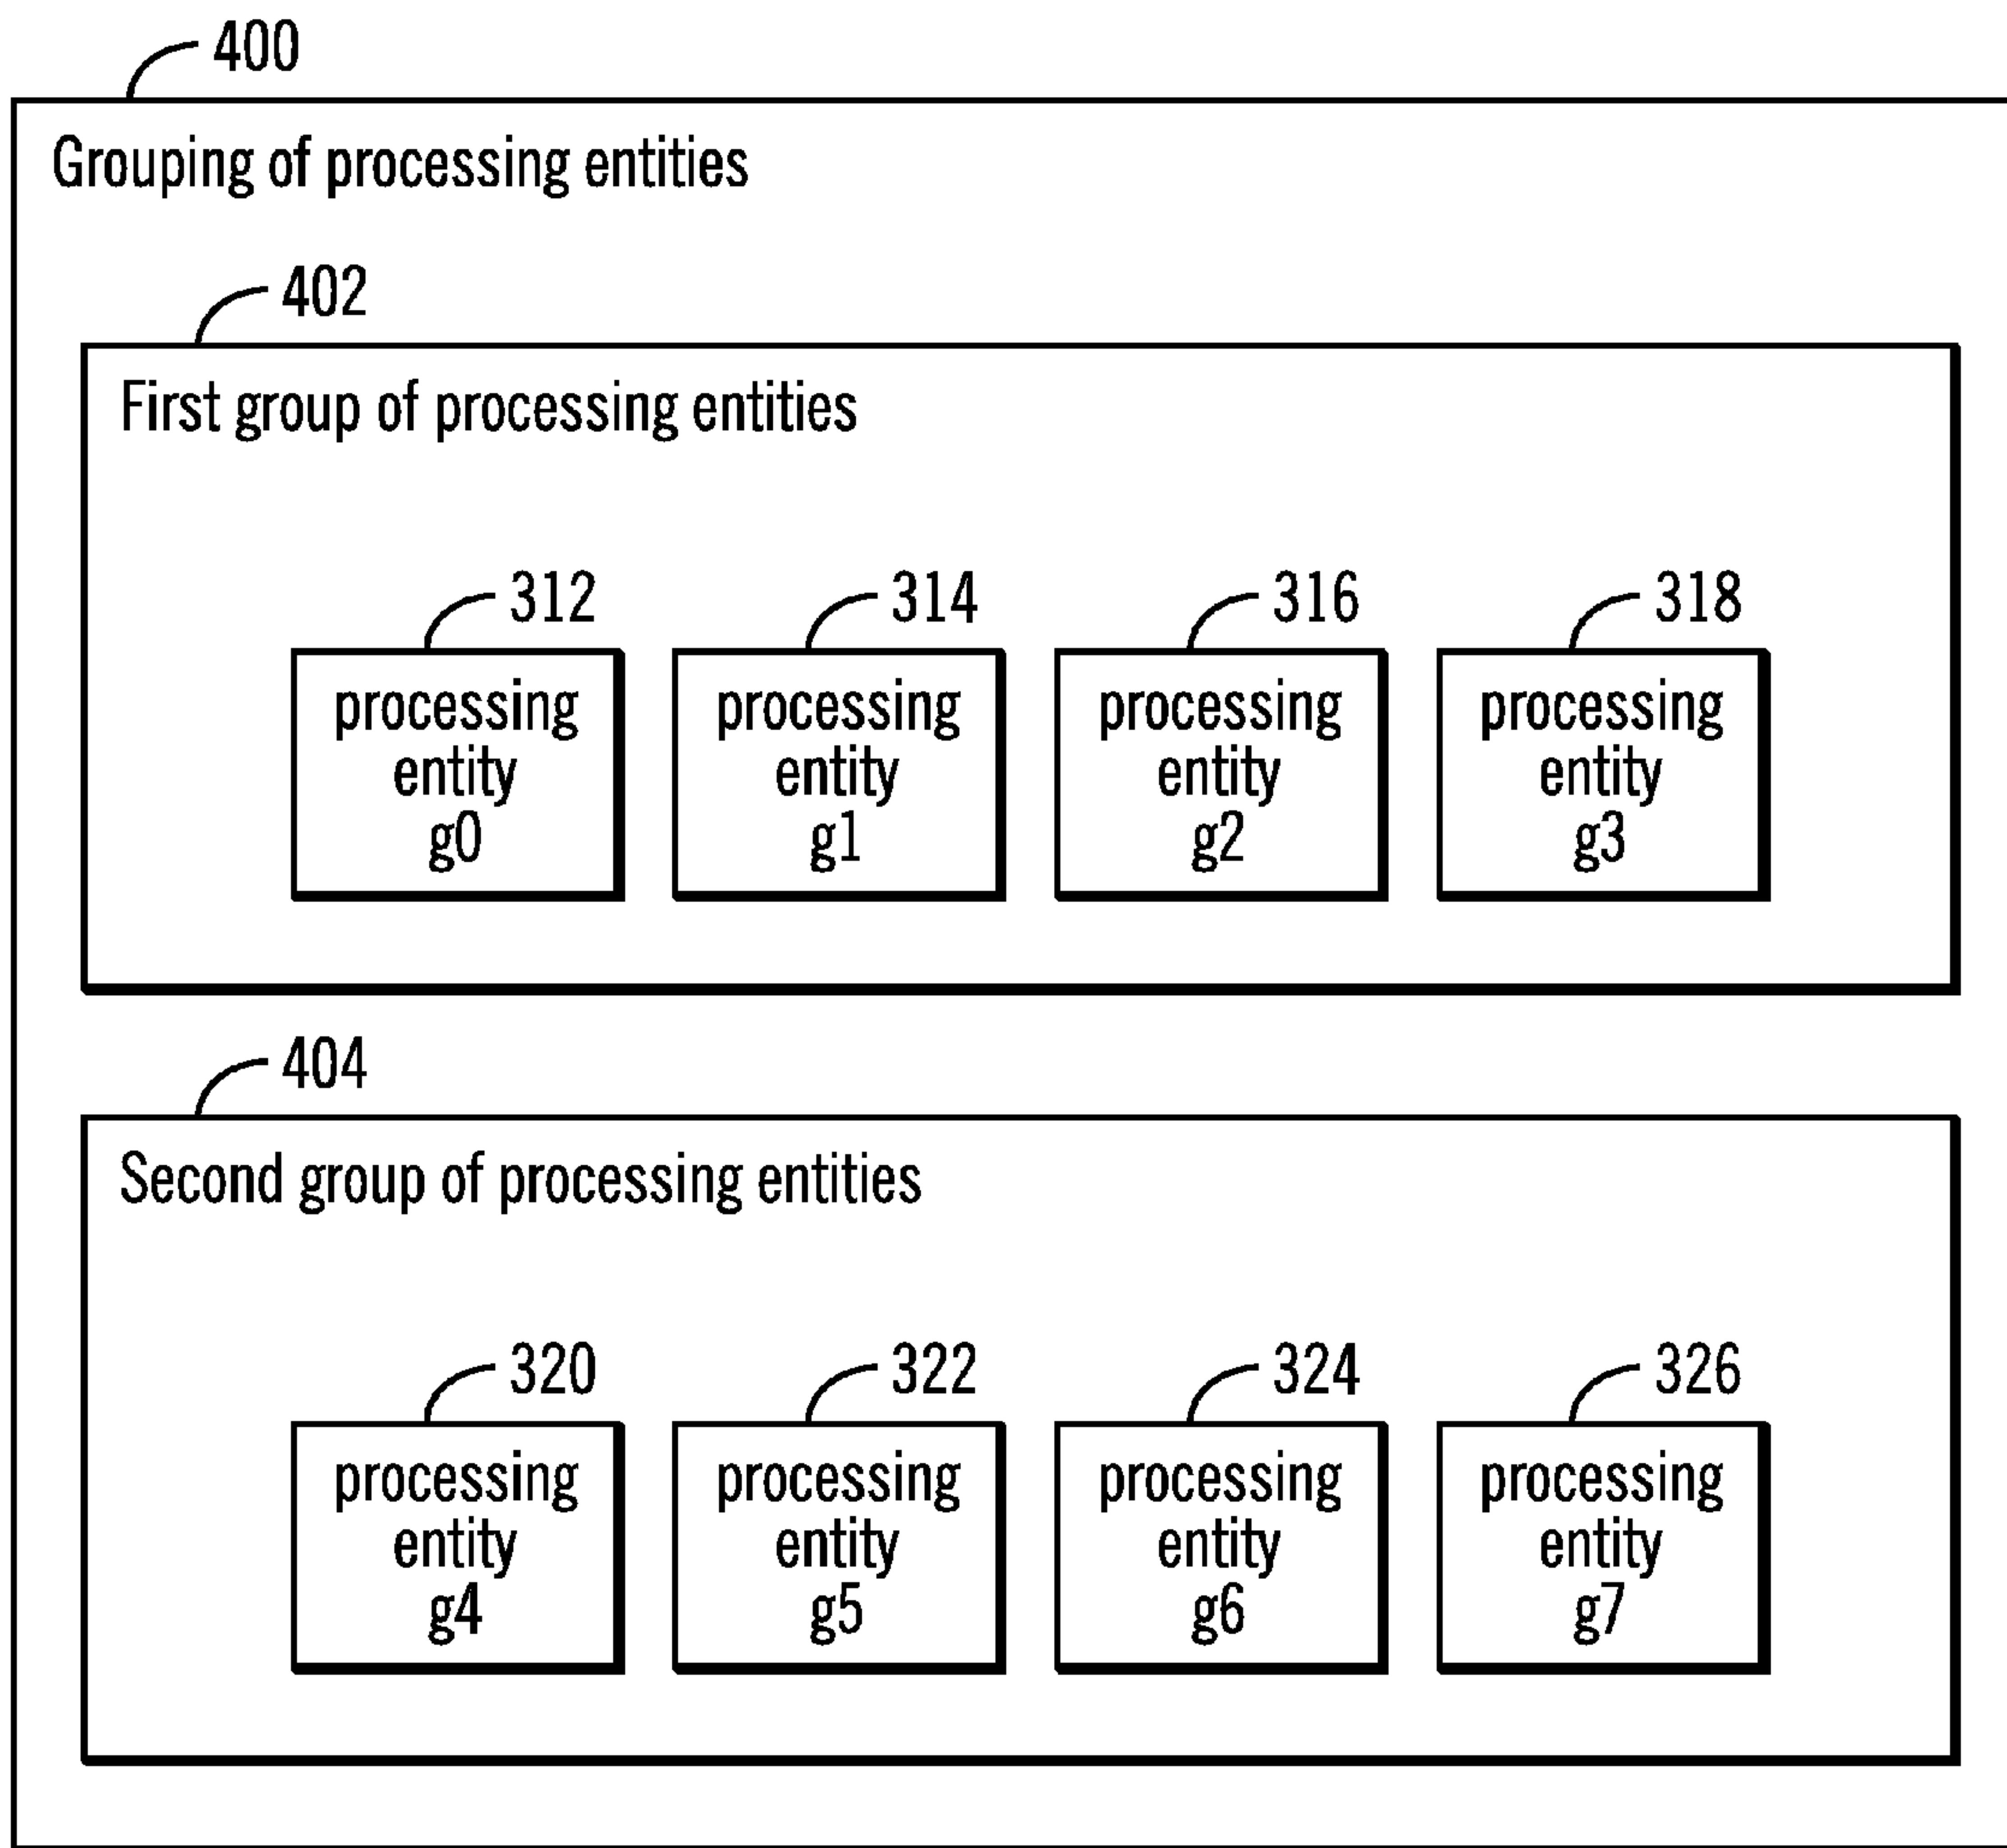 400
Grouping of processing entities
402
First group of processing entities
312 314 316 318
processing processing processing processing
entity entity entity entity
g0 g1 g2 g3
404
Second group of processing entities
320 322 324 326
processing processing processing processing
entity entity entity entity
g4 g5 g6 g7